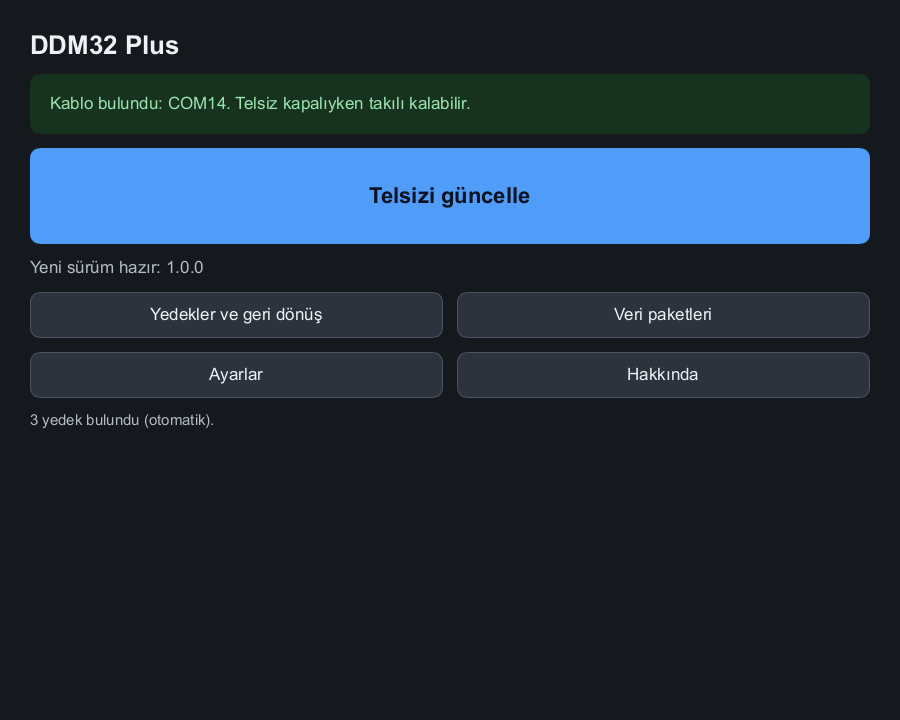 DDM32 Plus
Kablo bulundu: COM14. Telsiz kapalıyken takılı kalabilir.
Telsizi güncelle
Yeni sürüm hazır: 1.0.0
Yedekler ve geri dönüş
Veri paketleri
Ayarlar
Hakkında
3 yedek bulundu (otomatik).